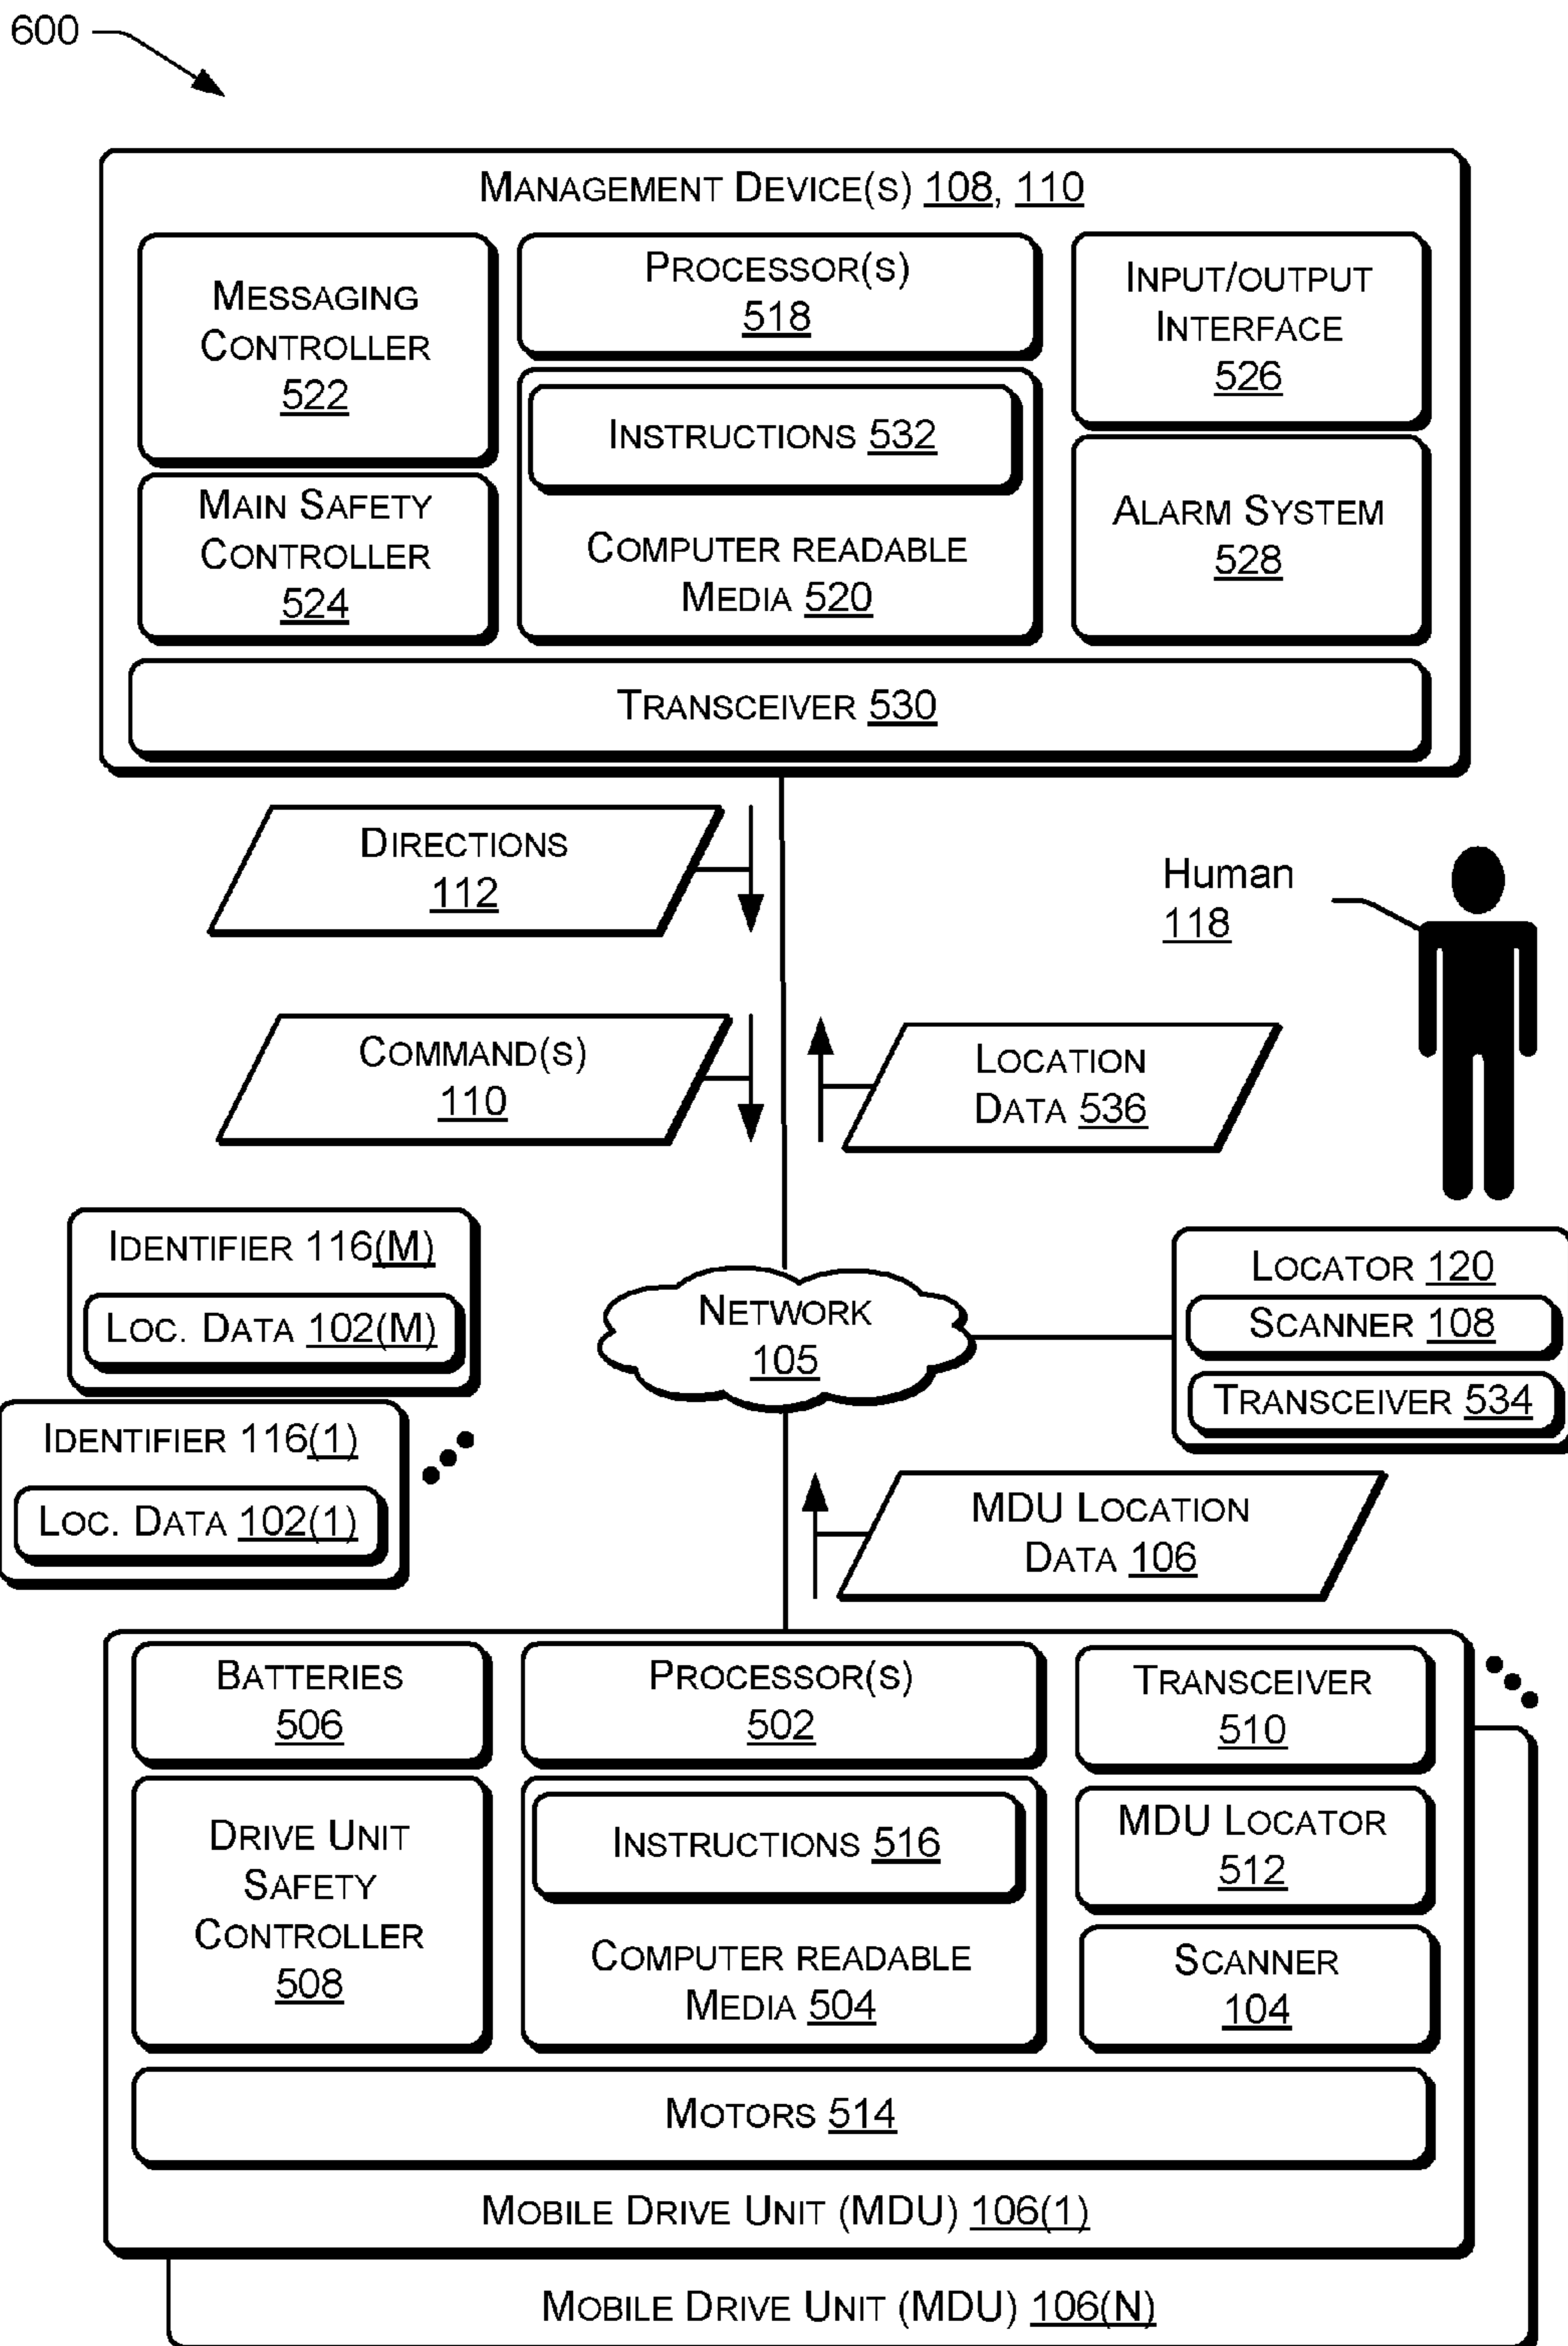 600
MANAGEMENT DEVICE(S) 108, 110
MESSAGING
CONTROLLER
522
MAIN SAFETY
CONTROLLER
524
PROCESSOR(S)
518
INSTRUCTIONS 532
COMPUTER READABLE
MEDIA 520
INPUT/OUTPUT
INTERFACE
526
ALARM SYSTEM
528
TRANSCEIVER 530
DIRECTIONS
112
Human
118
COMMAND(S)
110
LOCATION
DATA 536
IDENTIFIER 116(M)
LOC. DATA 102(M)
IDENTIFIER 116(1)
LOC. DATA 102(1)
NETWORK
105
LOCATOR 120
SCANNER 108
TRANSCEIVER 534
MDU LOCATION
DATA 106
BATTERIES
506
DRIVE UNIT
SAFETY
CONTROLLER
508
PROCESSOR(S)
502
INSTRUCTIONS 516
COMPUTER READABLE
MEDIA 504
TRANSCEIVER
510
MDU LOCATOR
512
SCANNER
104
MOTORS 514
MOBILE DRIVE UNIT (MDU) 106(1)
MOBILE DRIVE UNIT (MDU) 106(N)